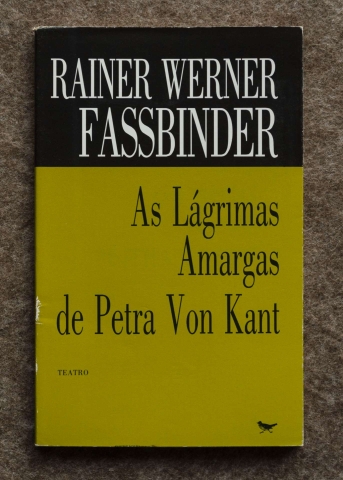 RAINER WERNER
FASSBINDER
As Lágrimas
Amargas
de Petra Von Kant
TEATRO